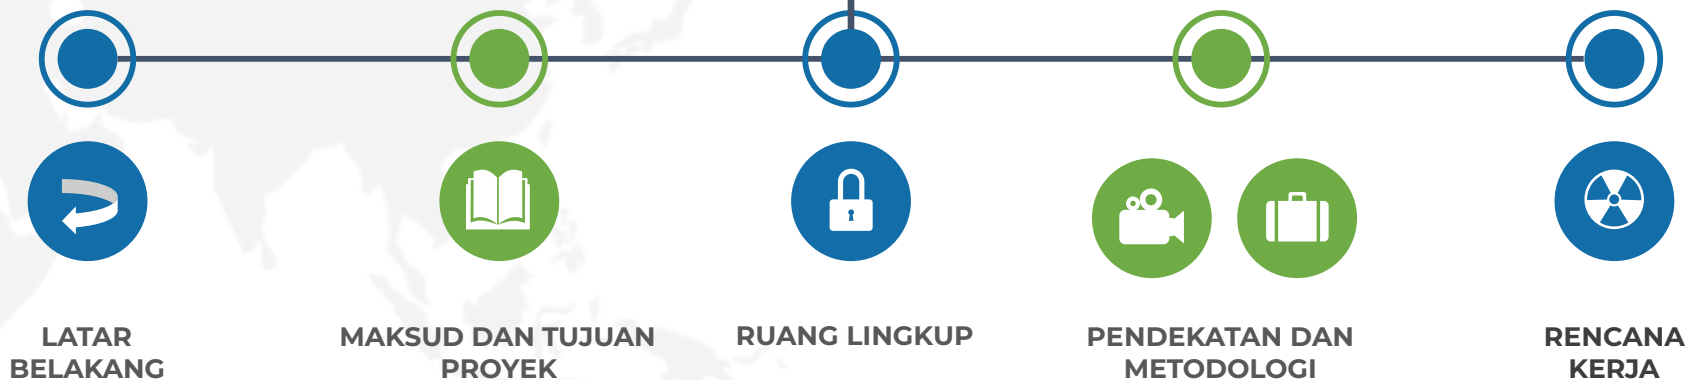 LATAR
BELAKANG
MAKSUD DAN TUJUAN
PROYEK
RUANG LINGKUP
PENDEKATAN DAN
METODOLOGI
RENCANA
KERJA